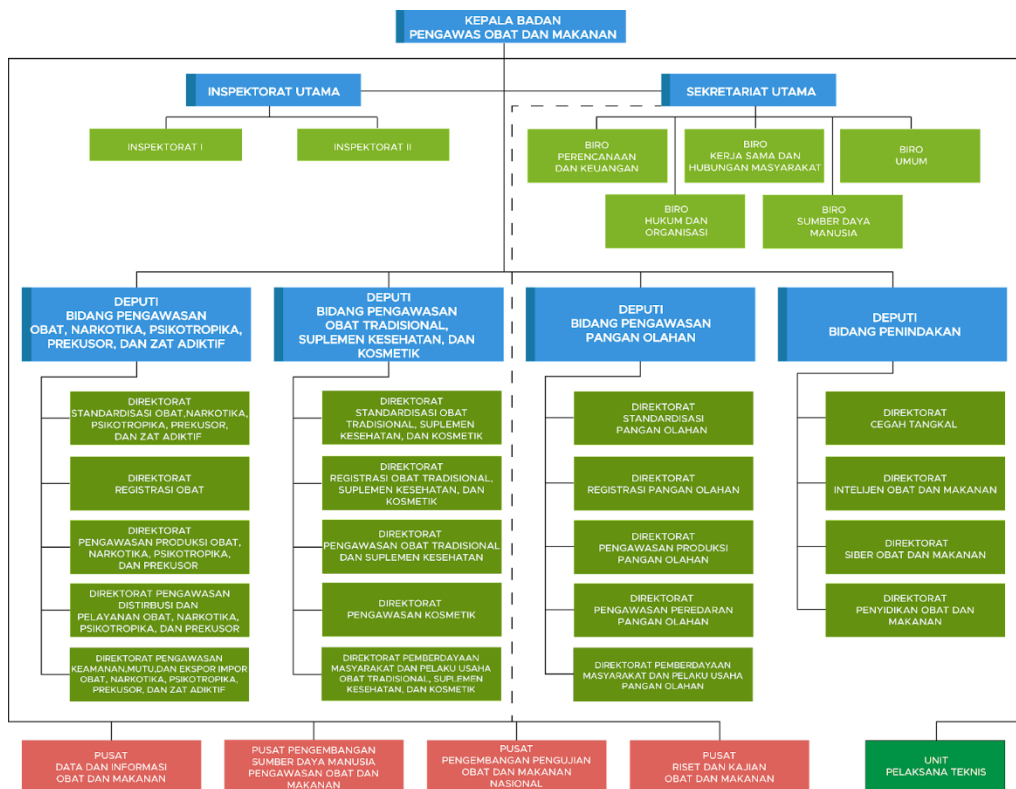 KEPALA BADAN
PENGAWAS OBAT DAN MAKANAN
INSPEKTORAT UTAMA
SEKRETARIAT UTAMA
INSPEKTORAT I
INSPEKTORAT II
BIRO
PERENCANAAN
DAN KEUANGAN
BIRO
KERJA SAMA DAN
HUBUNGAN MASYARAKAT
BIRO
UMUM
BIRO
HUKUM DAN
ORGANISASI
BIRO
SUMBER DAYA
MANUSIA
DEPUTI
BIDANG PENGAWASAN
OBAT, NARKOTIKA, PSIKOTROPIKA,
PREKUSOR, DAN ZAT ADIKTIF
DIREKTORAT
STANDARDISASI OBAT,NARKOTIKA,
PSIKOTROPIKA, PREKUSOR,
DAN ZAT ADIKTIF
DIREKTORAT
REGISTRASI OBAT
DIREKTORAT
PENGAWASAN PRODUKSI OBAT,
NARKOTIKA, PSIKOTROPIKA,
DAN PREKUSOR
DIREKTORAT PENGAWASAN
DISTIRBUSI DAN
PELAYANAN OBAT, NARKOTIKA,
PSIKOTROPIKA, DAN PREKUSOR
DIREKTORAT PENGAWASAN
KEAMANAN,MUTU,DAN EKSPOR IMPOR
OBAT, NARKOTIKA, PSIKOTROPIKA,
PREKUSOR, DAN ZAT ADIKTIF
DEPUTI
BIDANG PENGAWASAN
OBAT TRADISIONAL,
SUPLEMEN KESEHATAN, DAN
KOSMETIK
DIREKTORAT
STANDARDISASI OBAT
TRADISIONAL, SUPLEMEN
KESEHATAN, DAN KOSMETIK
DIREKTORAT
REGISTRASI OBAT TRADISIONAL,
SUPLEMEN KESEHATAN, DAN
KOSMETIK
DIREKTORAT
PENGAWASAN OBAT TRADISIONAL
DAN SUPLEMEN KESEHATAN
DIREKTORAT
PENGAWASAN KOSMETIK
DIREKTORAT PEMBERDAYAAN
MASYARAKAT DAN PELAKU USAHA
OBAT TRADISIONAL, SUPLEMEN
KESEHATAN, DAN KOSMETIK
DEPUTI
BIDANG PENGAWASAN
PANGAN OLAHAN
DIREKTORAT
STANDARDISASI
PANGAN OLAHAN
DIREKTORAT
REGISTRASI PANGAN OLAHAN
DIREKTORAT
PENGAWASAN PRODUKSI
PANGAN OLAHAN
DIREKTORAT
PENGAWASAN PEREDARAN
PANGAN OLAHAN
DIREKTORAT PEMBERDAYAAN
MASYARAKAT DAN PELAKU USAHA
PANGAN OLAHAN
DEPUTI
BIDANG PENINDAKAN
DIREKTORAT
CEGAH TANGKAL
DIREKTORAT
INTELIJEN OBAT DAN MAKANAN
DIREKTORAT
SIBER OBAT DAN MAKANAN
DIREKTORAT
PENYIDIKAN OBAT DAN
MAKANAN
PUSAT
DATA DAN INFORMASI
OBAT DAN MAKANAN
PUSAT PENGEMBANGAN
SUMBER DAYA MANUSIA
PENGAWASAN OBAT DAN
MAKANAN
PUSAT
PENGEMBANGAN PENGUJIAN
OBAT DAN MAKANAN
NASIONAL
PUSAT
RISET DAN KAJIAN
OBAT DAN MAKANAN
UNIT
PELAKSANA TEKNIS